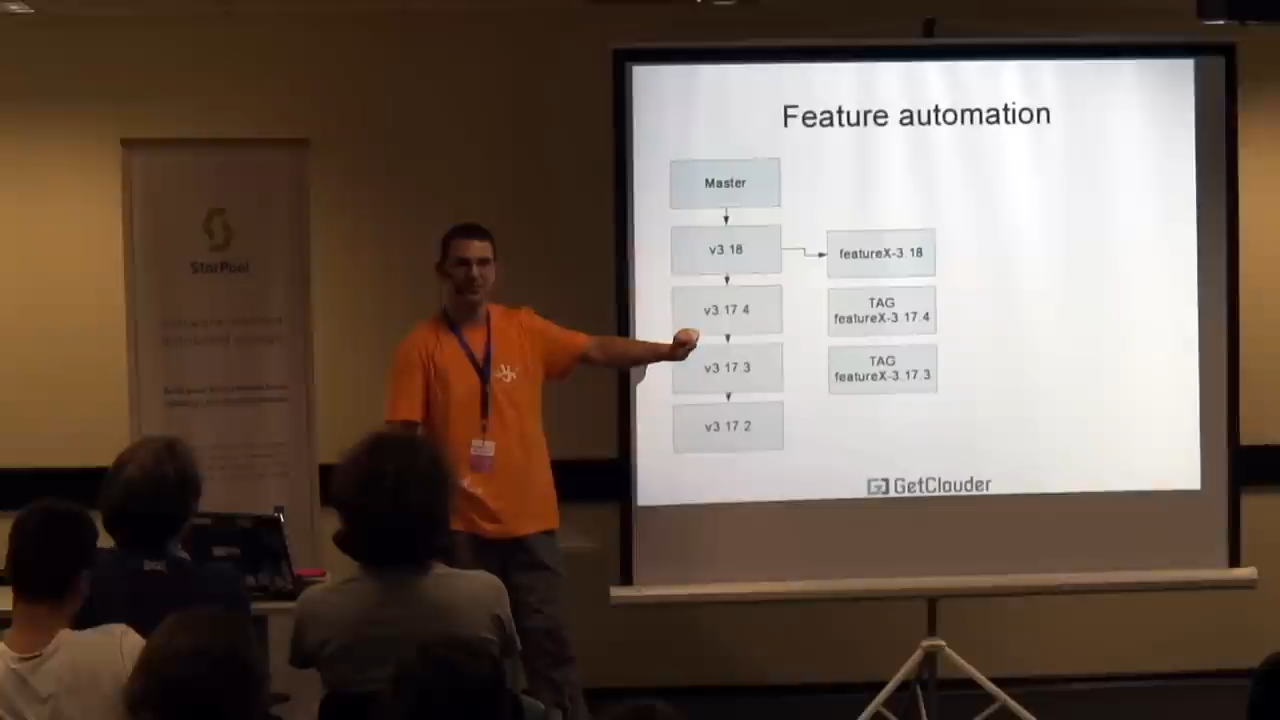 Feature automation
Master
v3 18
featureX-3.18
v3 17 4
TAG
featureX-3 17.4
v3 17 3
TAG
featureX-3.17.3
v3 17 2
GetClouder
StorPool